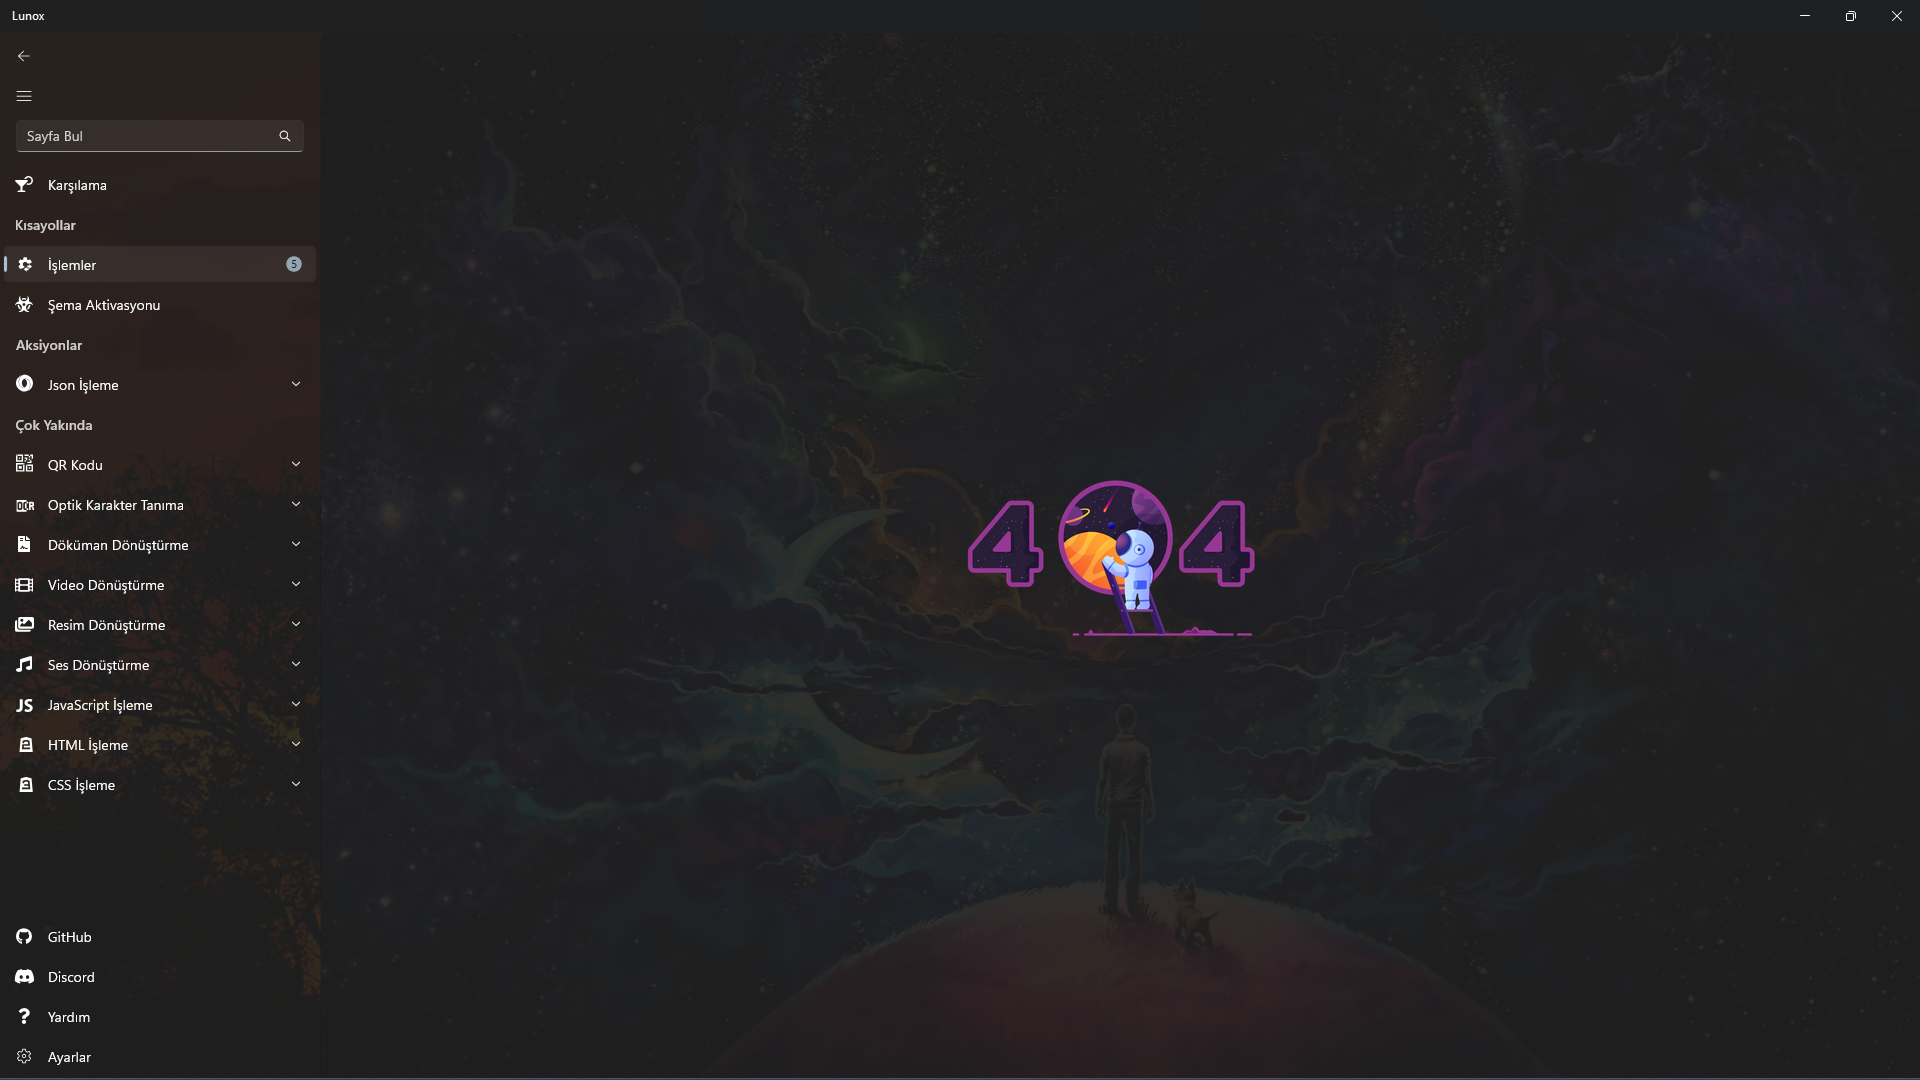 Lunox
Sayfa Bul
Karşılama
Kısayollar
İşlemler 5
Şema Aktivasyonu
Aksiyonlar
Json İşleme
Çok Yakında
QR Kodu
OCR Optik Karakter Tanıma
Döküman Dönüştürme
Video Dönüştürme
Resim Dönüştürme
Ses Dönüştürme
JS JavaScript İşleme
HTML İşleme
CSS İşleme
404
GitHub
Discord
? Yardım
Ayarlar